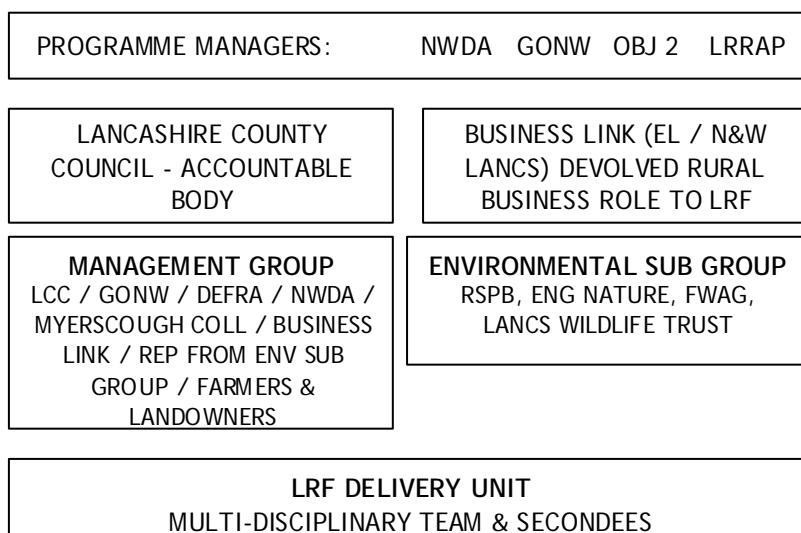 PROGRAMME MANAGERS: NWDA GONW OBJ 2 LRRAP
LANCASHIRE COUNTY
COUNCIL - ACCOUNTABLE
BODY
BUSINESS LINK (EL / N&W
LANCS) DEVOLVED RURAL
BUSINESS ROLE TO LRF
MANAGEMENT GROUP
LCC / GONW / DEFRA / NWDA /
MYERSCOUGH COLL / BUSINESS
LINK / REP FROM ENV SUB
GROUP / FARMERS &
LANDOWNERS
ENVIRONMENTAL SUB GROUP
RSPB, ENG NATURE, FWAG,
LANCS WILDLIFE TRUST
LRF DELIVERY UNIT
MULTI-DISCIPLINARY TEAM & SECONDEES